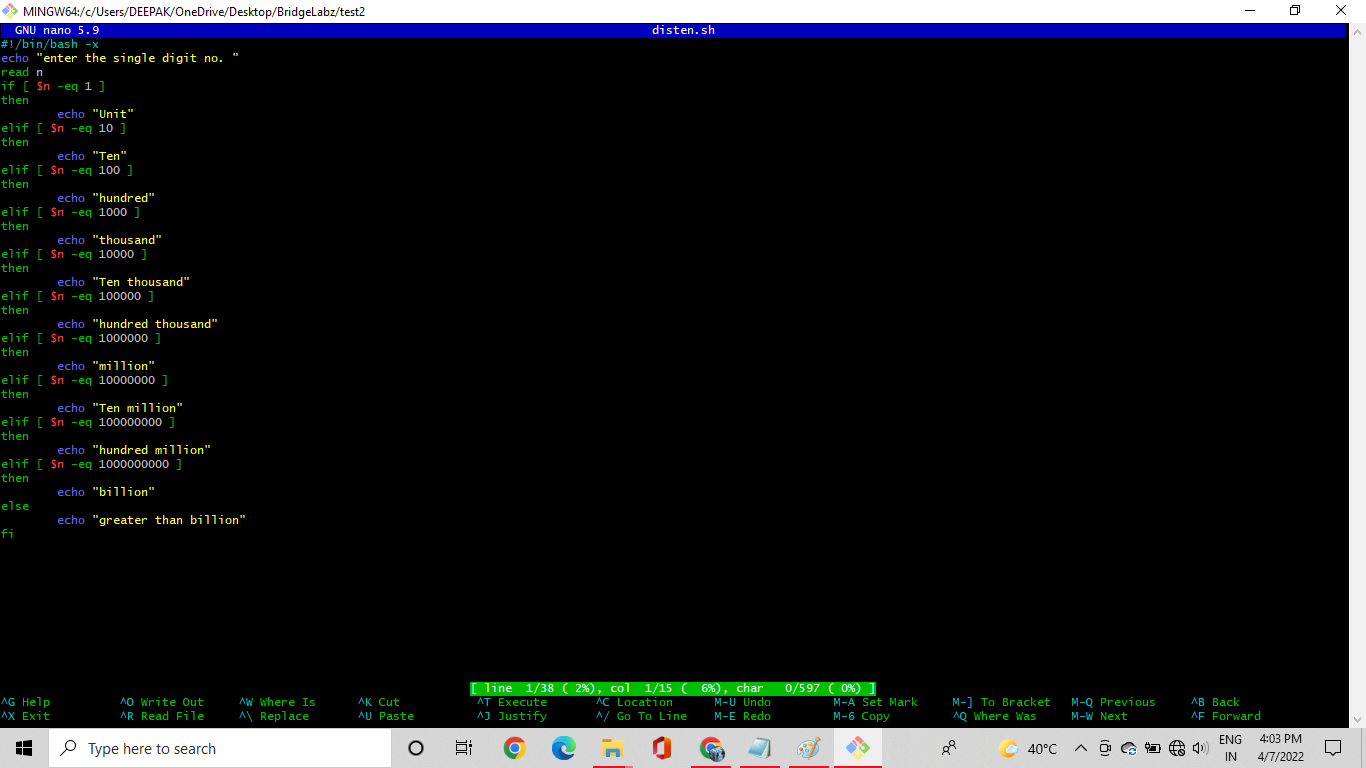 MINGW64:/c/Users/DEEPAK/OneDrive/Desktop/BridgeLabz/test2
GNU nano 5.9 disten.sh
#!/bin/bash -x
echo "enter the single digit no. "
read n
if [ $n -eq 1 ]
then
echo "Unit"
elif [ $n -eq 10 ]
then
echo "Ten"
elif [ $n -eq 100 ]
then
echo "hundred"
elif [ $n -eq 1000 ]
then
echo "thousand"
elif [ $n -eq 10000 ]
then
echo "Ten thousand"
elif [ $n -eq 100000 ]
then
echo "hundred thousand"
elif [ $n -eq 1000000 ]
then
echo "million"
elif [ $n -eq 10000000 ]
then
echo "Ten million"
elif [ $n -eq 100000000 ]
then
echo "hundred million"
elif [ $n -eq 1000000000 ]
then
echo "billion"
else
echo "greater than billion"
fi
[ line 1/38 ( 2%), col 1/15 ( 6%), char 0/597 ( 0%) ]
^G Help ^O Write Out ^W Where Is ^K Cut ^T Execute ^C Location M-U Undo M-A Set Mark M-] To Bracket M-Q Previous ^B Back
^X Exit ^R Read File ^\ Replace ^U Paste ^J Justify ^/ Go To Line M-E Redo M-6 Copy ^Q Where Was M-W Next ^F Forward
Type here to search 40°C ENG 4:03 PM
IN 4/7/2022